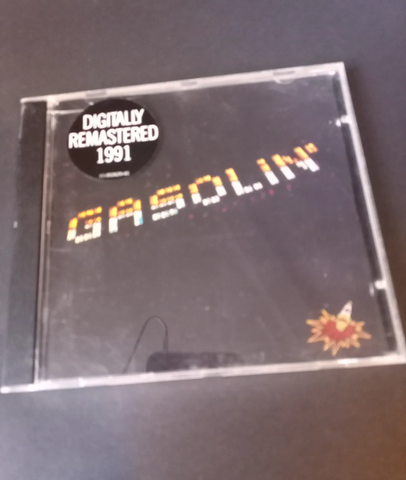 DIGITALLY
REMASTERED
1991
GASOLIN'